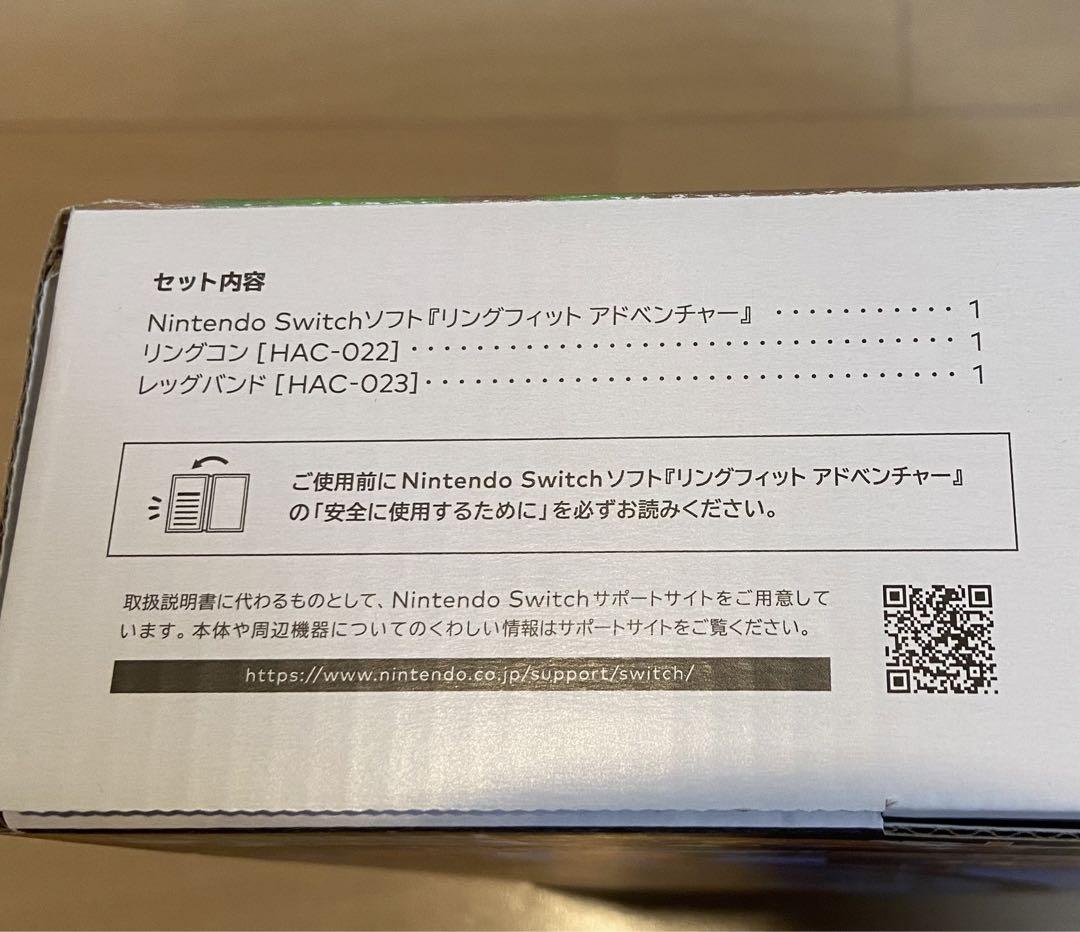 セット内容
Nintendo Switchソフト『リングフィット アドベンチャー』 ・・・・・・・・・・・ 1
リングコン [HAC-022]・・・・・・・・・・・・・・・・・・・・・・・・・・・・・・・・・ 1
レッグバンド [HAC-023]・・・・・・・・・・・・・・・・・・・・・・・・・・・・・・・・ 1
ご使用前にNintendo Switchソフト『リングフィット アドベンチャー』
の「安全に使用するために」を必ずお読みください。
取扱説明書に代わるものとして、Nintendo Switchサポートサイトをご用意して
います。本体や周辺機器についてのくわしい情報はサポートサイトをご覧ください。
https://www.nintendo.co.jp/support/switch/